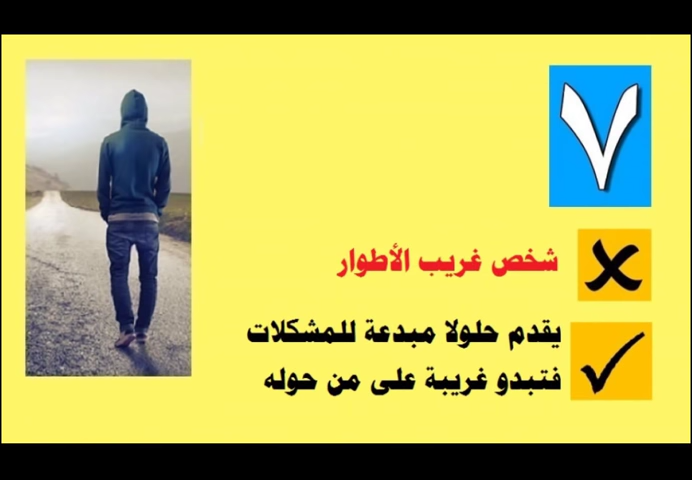 ٧
شخص غريب الأطوار
يقدم حلولا مبدعة للمشكلات
فتبدو غريبة على من حوله